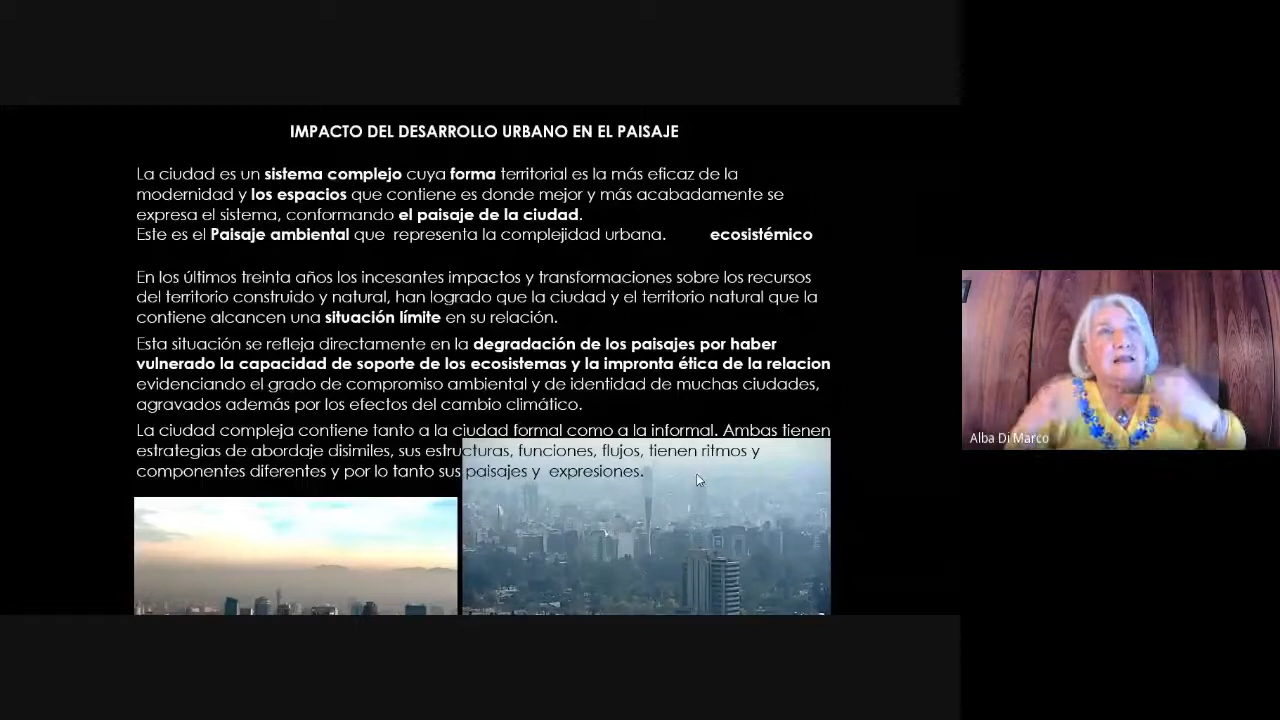 IMPACTO DEL DESARROLLO URBANO EN EL PAISAJE
La ciudad es un sistema complejo cuya forma territorial es la más eficaz de la
modernidad y los espacios que contiene es donde mejor y más acabadamente se
expresa el sistema, conformando el paisaje de la ciudad.
Este es el Paisaje ambiental que representa la complejidad urbana. ecosistémico
En los últimos treinta años los incesantes impactos y transformaciones sobre los recursos
del territorio construido y natural, han logrado que la ciudad y el territorio natural que la
contiene alcancen una situación límite en su relación.
Esta situación se refleja directamente en la degradación de los paisajes por haber
vulnerado la capacidad de soporte de los ecosistemas y la impronta ética de la relacion
evidenciando el grado de compromiso ambiental y de identidad de muchas ciudades,
agravados además por los efectos del cambio climático.
La ciudad compleja contiene tanto a la ciudad formal como a la informal. Ambas tienen
estrategias de abordaje disimiles, sus estructuras, funciones, flujos, tienen ritmos y
componentes diferentes y por lo tanto sus paisajes y expresiones.
Alba Di Marco